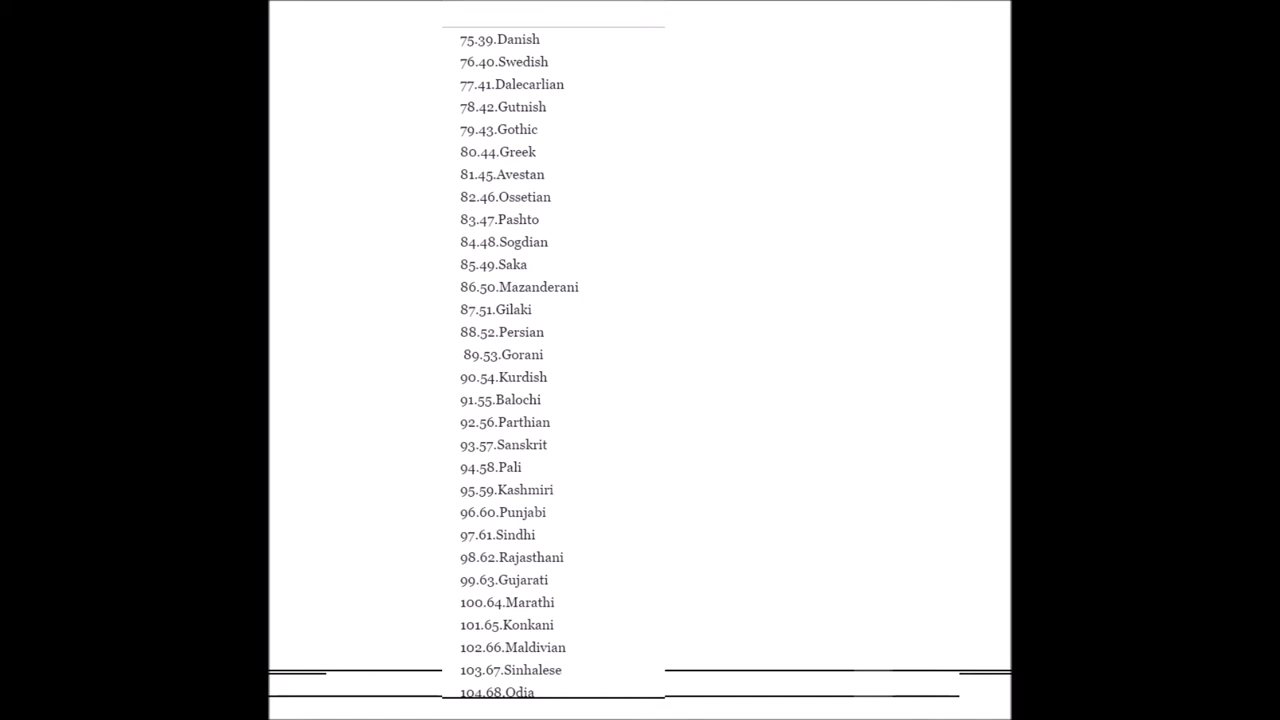 75.39.Danish
76.40.Swedish
77.41.Dalecarlian
78.42.Gutnish
79.43.Gothic
80.44.Greek
81.45.Avestan
82.46.Ossetian
83.47.Pashto
84.48.Sogdian
85.49.Saka
86.50.Mazanderani
87.51.Gilaki
88.52.Persian
89.53.Gorani
90.54.Kurdish
91.55.Balochi
92.56.Parthian
93.57.Sanskrit
94.58.Pali
95.59.Kashmiri
96.60.Punjabi
97.61.Sindhi
98.62.Rajasthani
99.63.Gujarati
100.64.Marathi
101.65.Konkani
102.66.Maldivian
103.67.Sinhalese
104.68.Odia